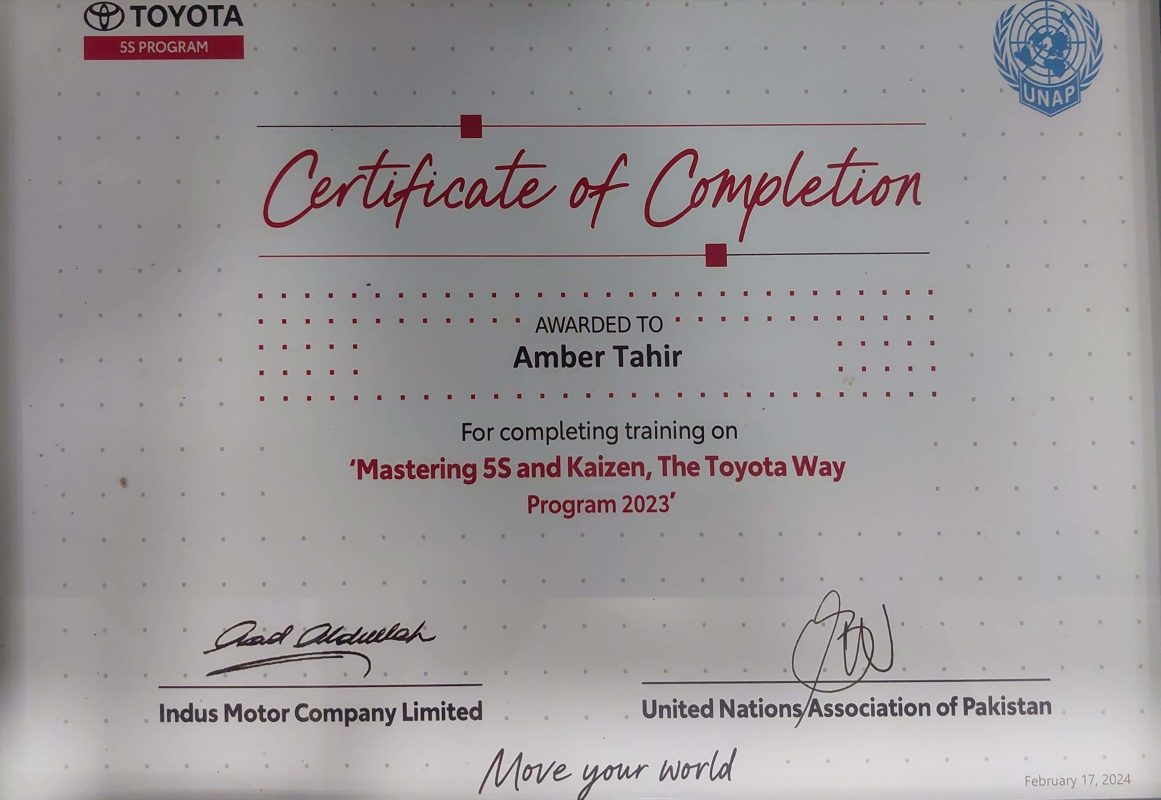 TOYOTA
5S PROGRAM
UNAP
Certificate of Completion
AWARDED TO
Amber Tahir
For completing training on
‘Mastering 5S and Kaizen, The Toyota Way
Program 2023’
Indus Motor Company Limited
United Nations Association of Pakistan
Move your world
February 17, 2024